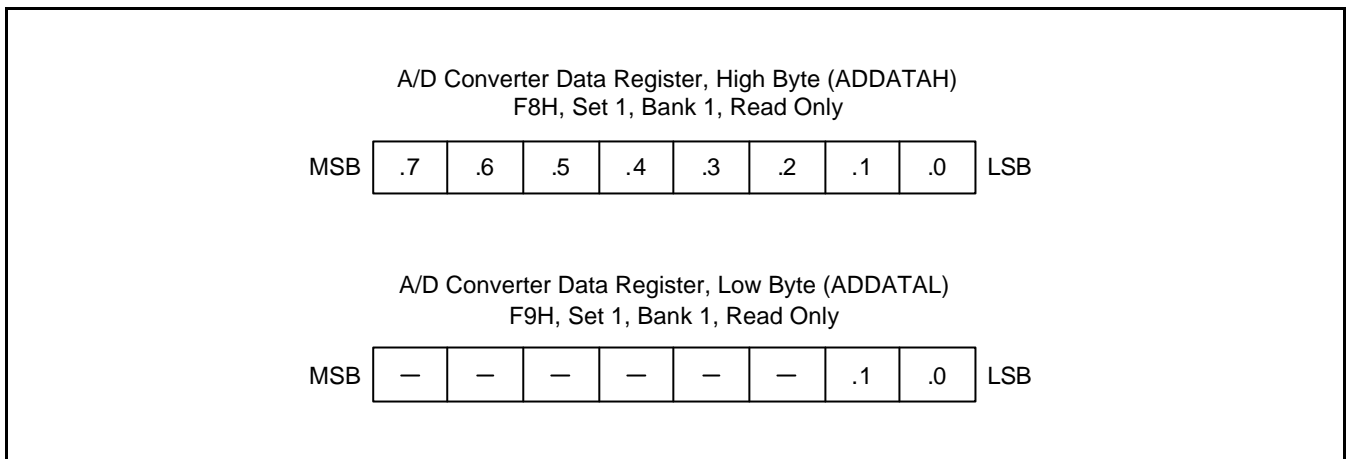 A/D Converter Data Register, High Byte (ADDATAH)
F8H, Set 1, Bank 1, Read Only
MSB .7 .6 .5 .4 .3 .2 .1 .0 LSB
A/D Converter Data Register, Low Byte (ADDATAL)
F9H, Set 1, Bank 1, Read Only
MSB – – – – – – .1 .0 LSB